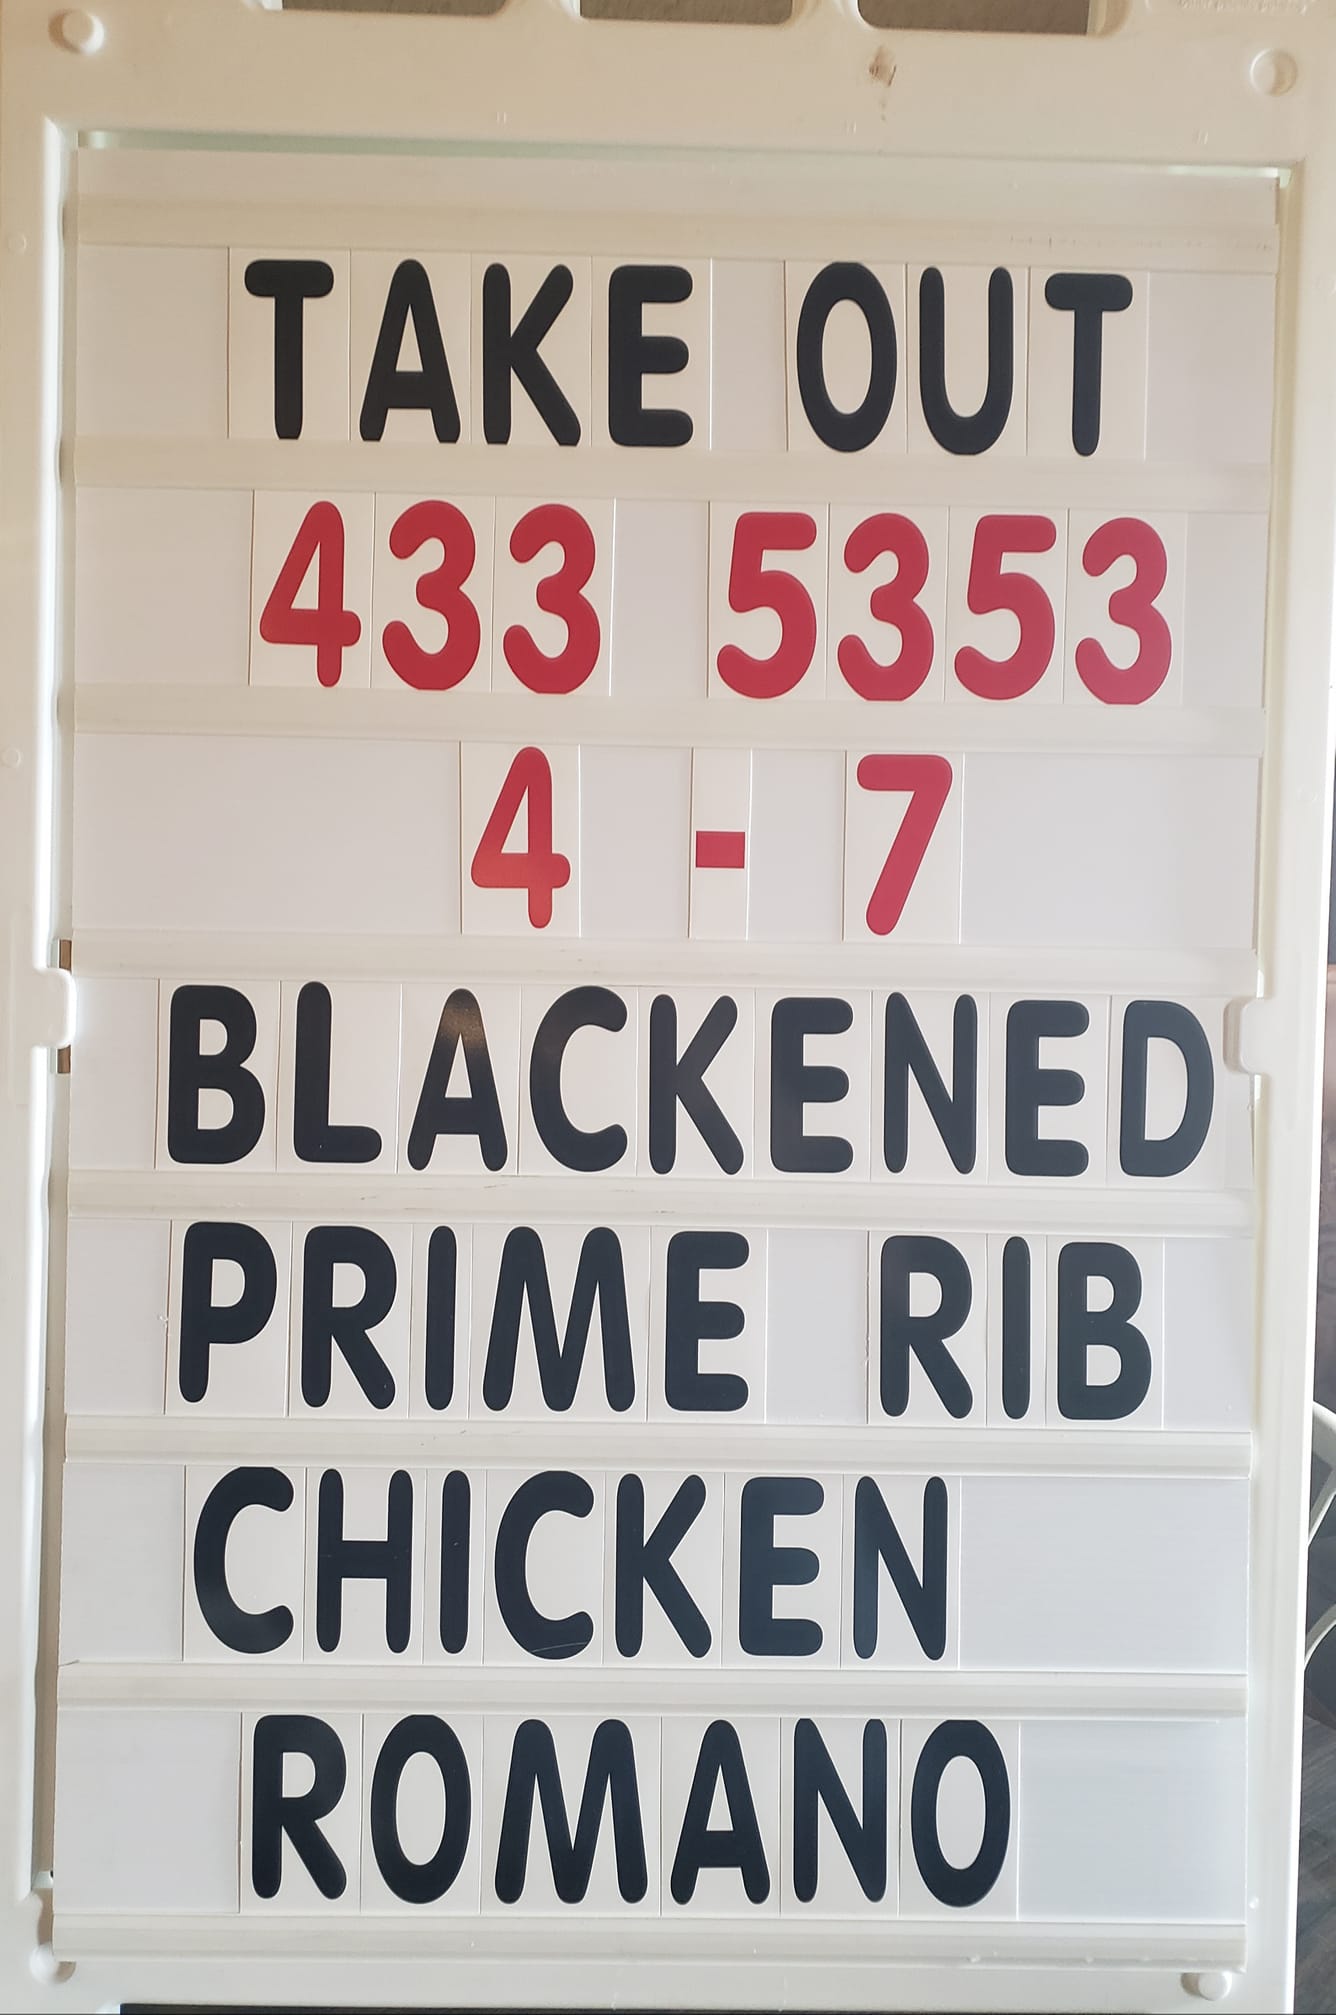 TAKE OUT
433 5353
4 - 7
BLACKENED
PRIME RIB
CHICKEN
ROMANO